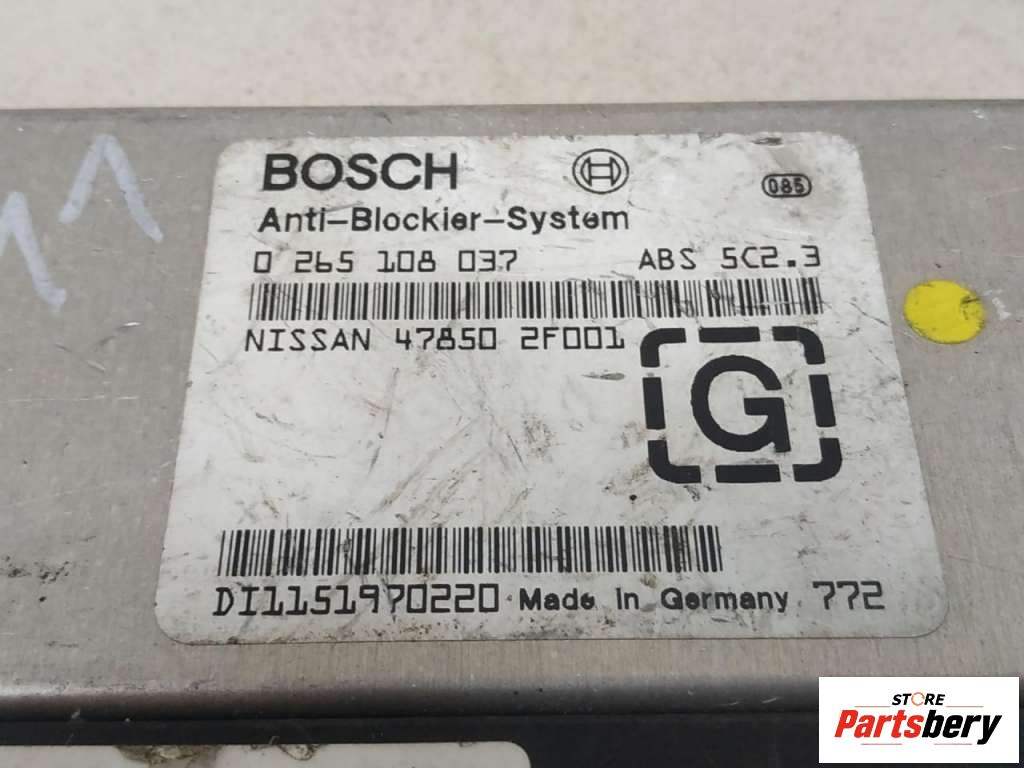 BOSCH
085
Anti-Blockier-System
0 265 108 037 ABS 5C2.3
NISSAN 47850 2F001
G
DI1151970220 Made in Germany 772
STORE
Partsbery